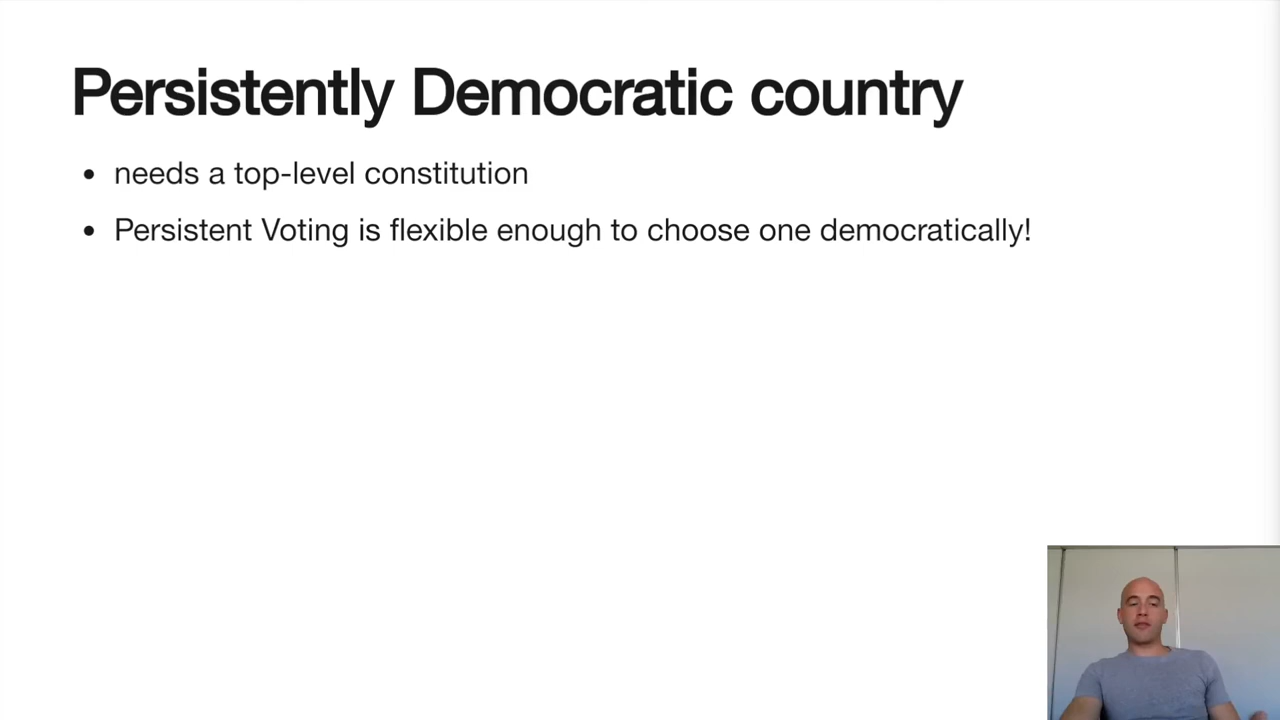 Persistently Democratic country
• needs a top-level constitution
• Persistent Voting is flexible enough to choose one democratically!